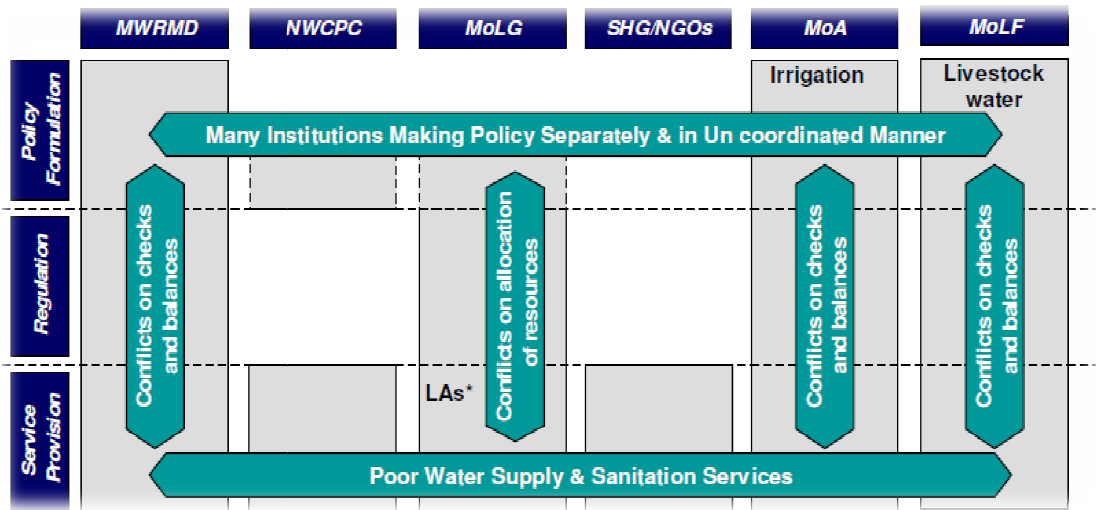 MWRMD
NWCPC
MoLG
SHG/NGOs
MoA
MoLF
Policy
Formulation
Irrigation
Livestock
water
Many Institutions Making Policy Separately & in Un coordinated Manner
Regulation
Conflicts on checks
and balances
Conflicts on allocation
of resources
Conflicts on checks
and balances
Conflicts on checks
and balances
Service
Provision
LAs*
Poor Water Supply & Sanitation Services